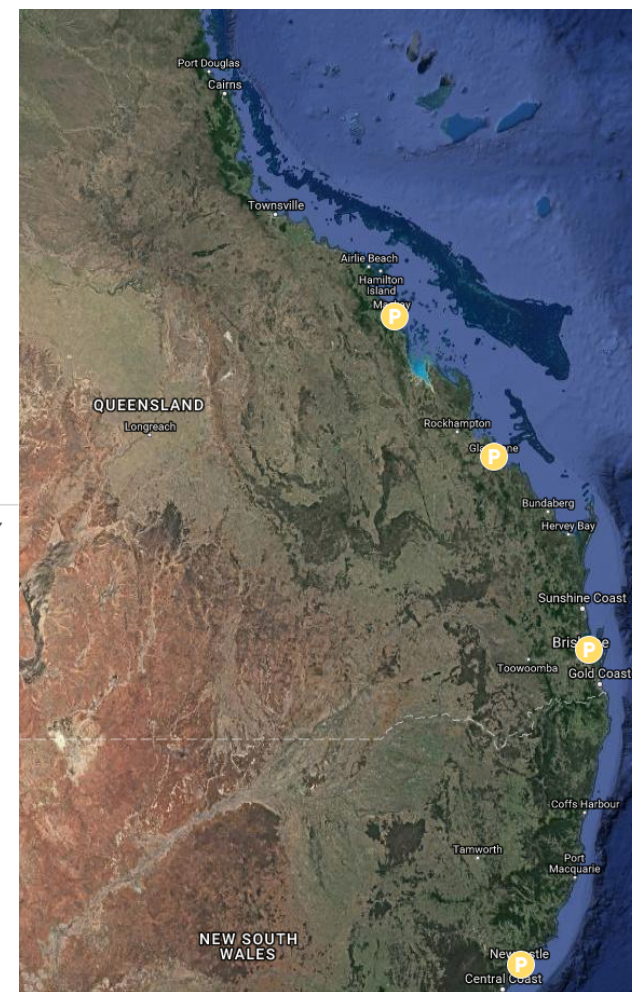 Port Douglas
Cairns
Townsville
Airlie Beach
Hamilton
Island
P
QUEENSLAND
Longreach
Rockhampton
P
Bundaberg
Hervey Bay
Sunshine Coast
P
Toowoomba
Gold Coast
Coffs Harbour
Tamworth
Port
Macquarie
NEW SOUTH
WALES
P
Central Coast